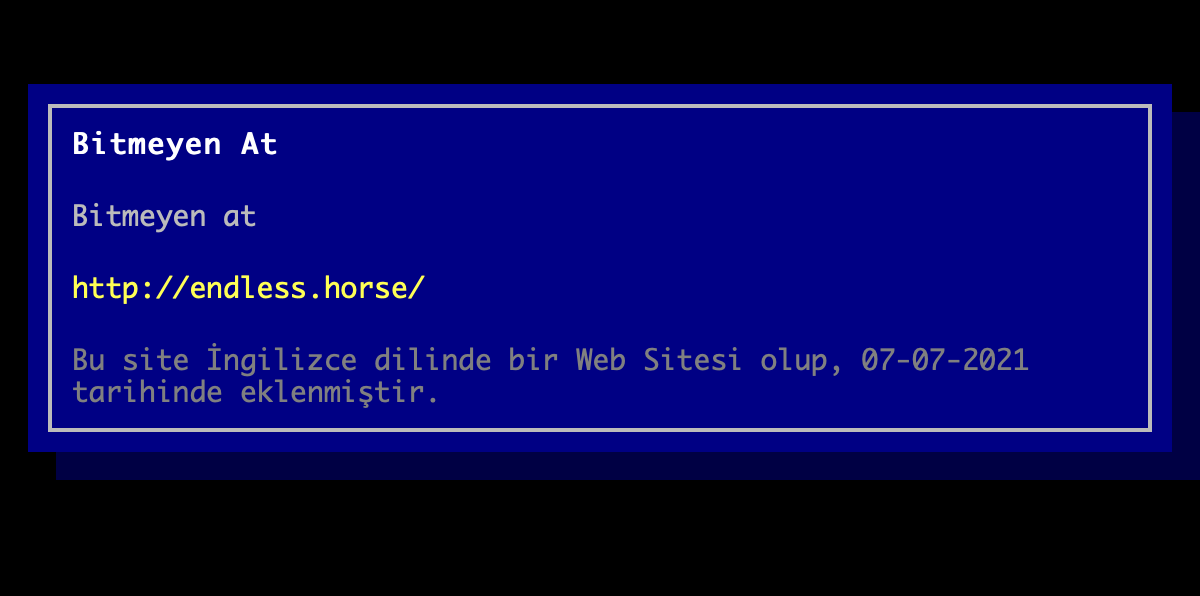 Bitmeyen At
Bitmeyen at
http://endless.horse/
Bu site İngilizce dilinde bir Web Sitesi olup, 07-07-2021
tarihinde eklenmiştir.